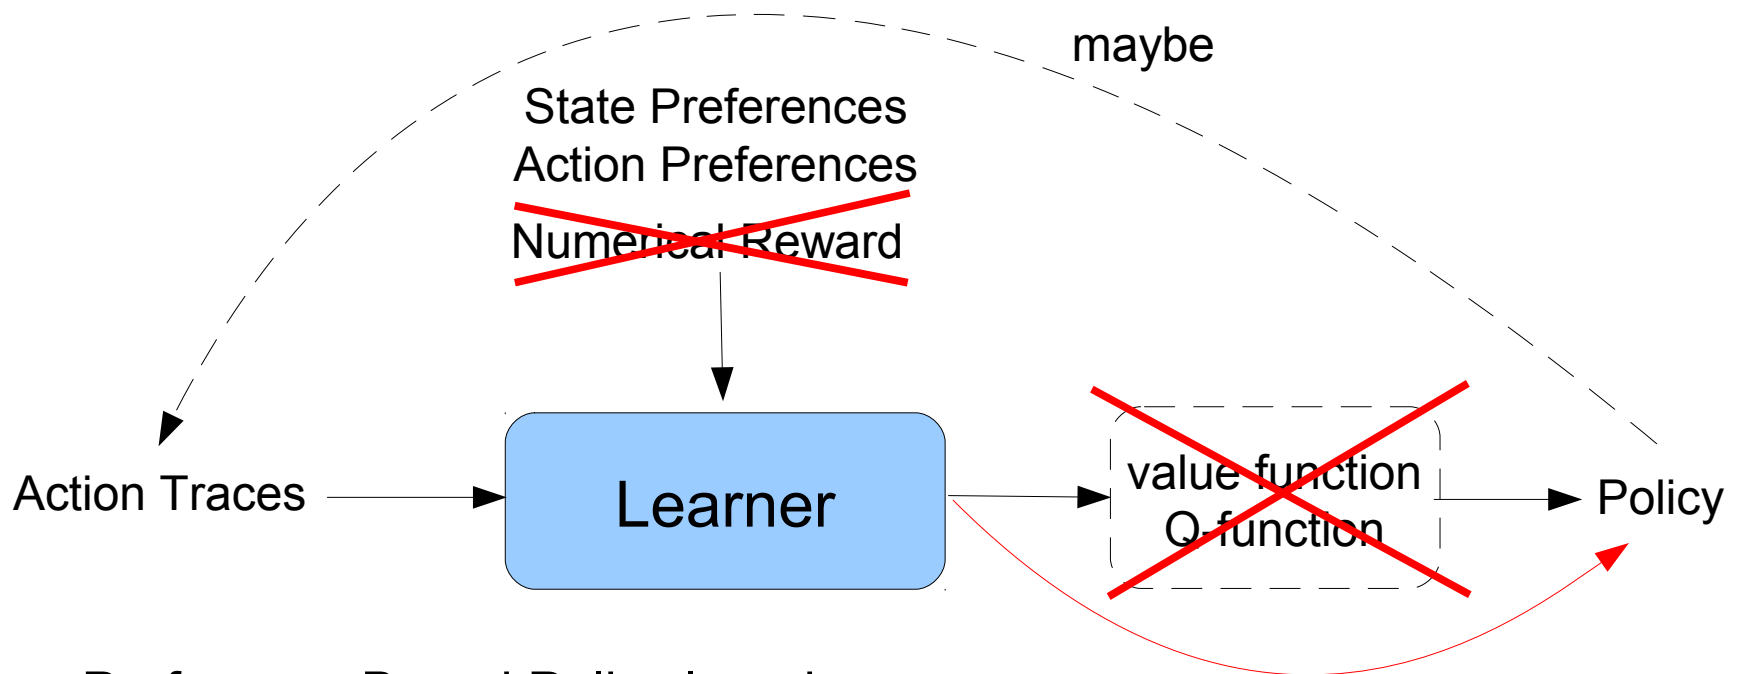 maybe
State Preferences
Action Preferences
Numerical Reward
Action Traces
Learner
value function
Q-function
Policy